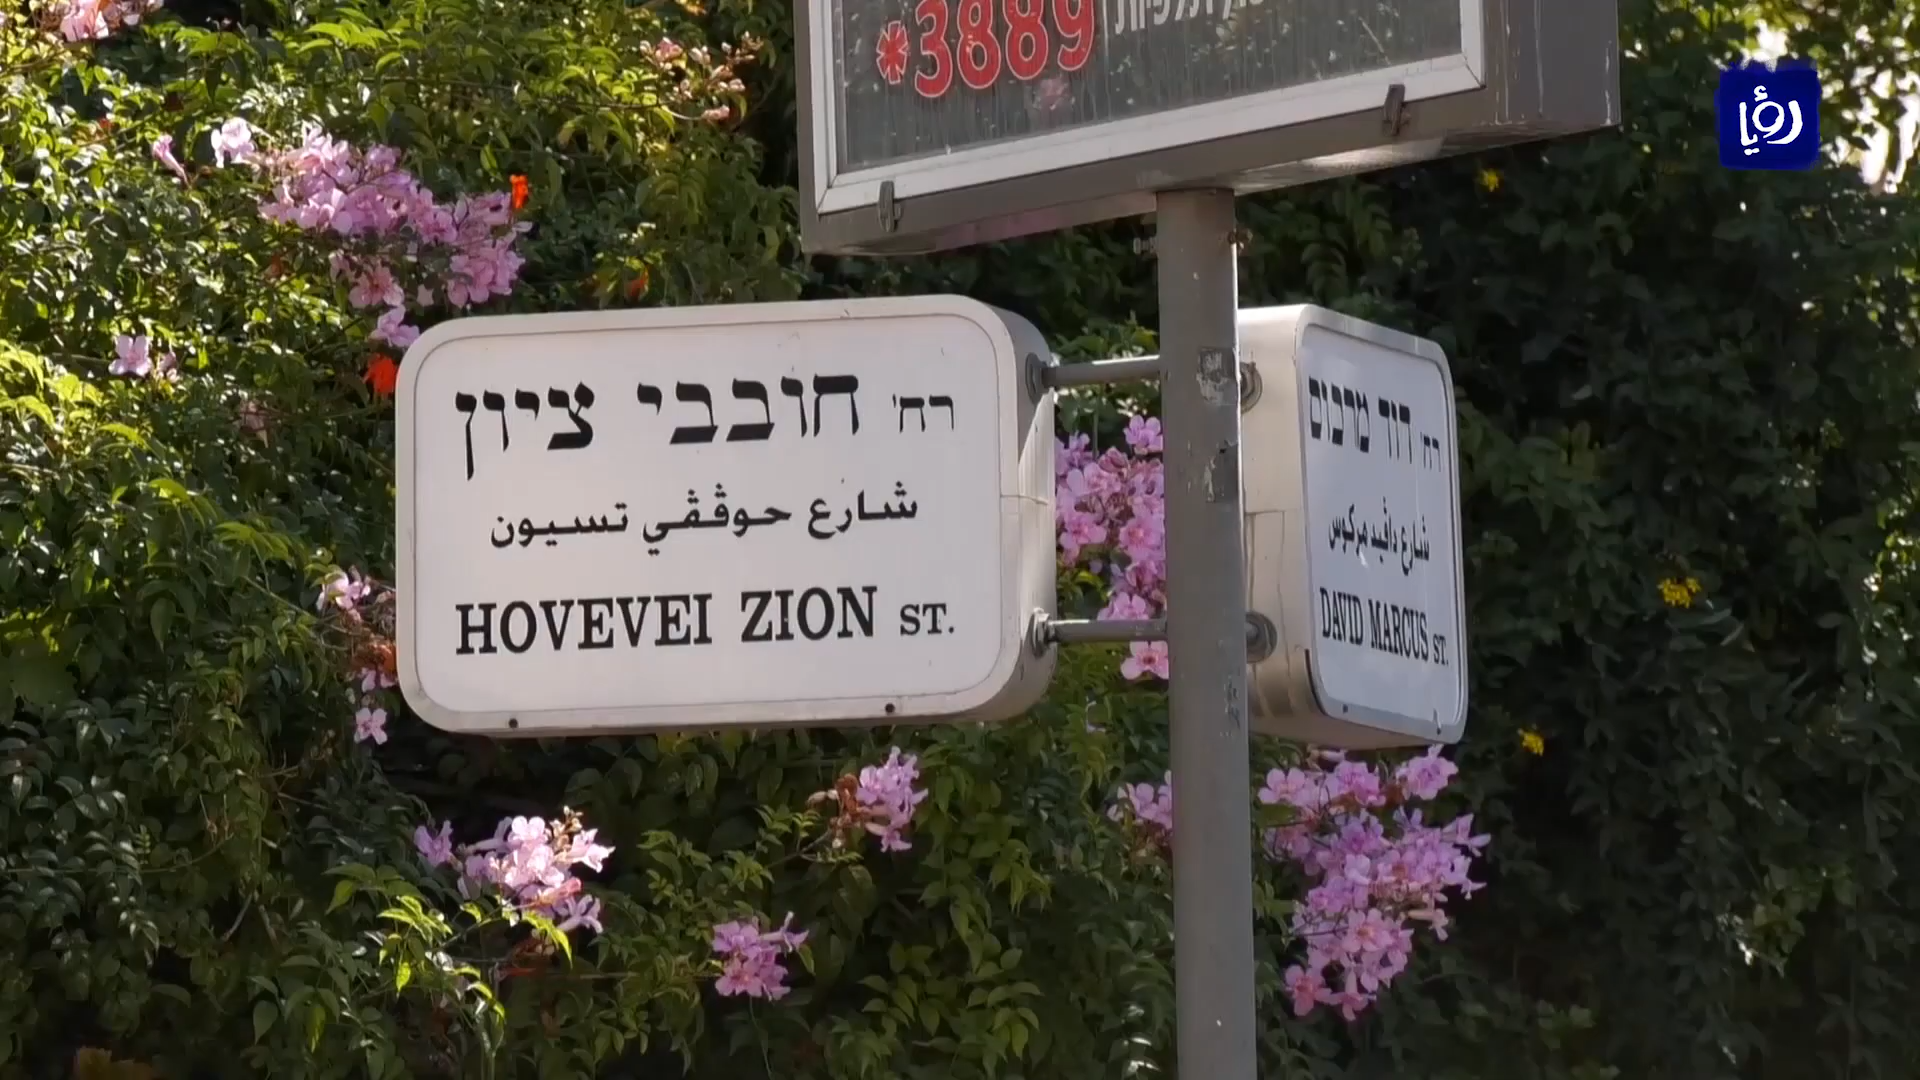 *3889
רח' חובבי ציון
شارع حوڤڤي تسيون
HOVEVEI ZION ST.
רח' דוד מרכוס
شارع داڤيد مركوس
DAVID MARCUS ST.
رؤيا